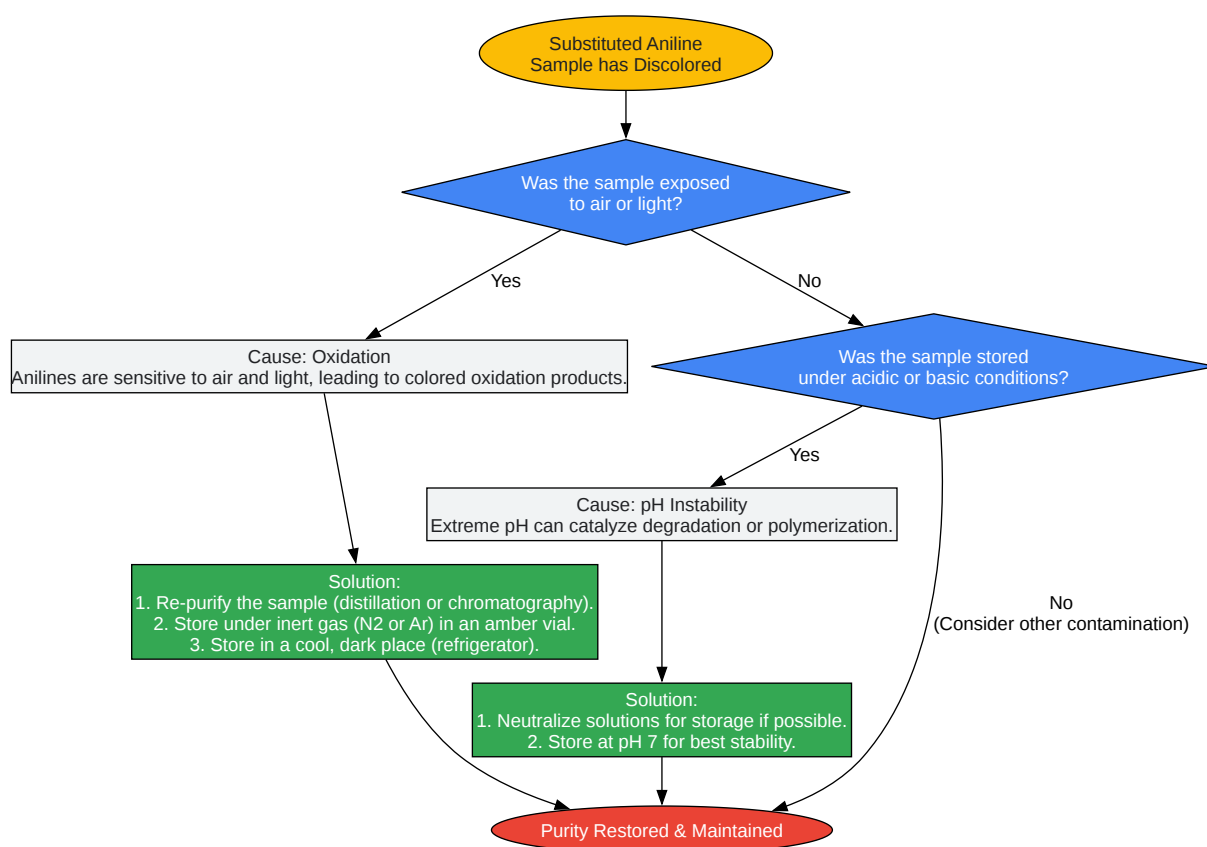 Substituted Aniline
Sample has Discolored
Was the sample exposed
to air or light?
Yes
No
Cause: Oxidation
Anilines are sensitive to air and light, leading to colored oxidation products.
Was the sample stored
under acidic or basic conditions?
Yes
Cause: pH Instability
Extreme pH can catalyze degradation or polymerization.
Solution:
1. Re-purify the sample (distillation or chromatography).
2. Store under inert gas (N2 or Ar) in an amber vial.
3. Store in a cool, dark place (refrigerator).
No
(Consider other contamination)
Solution:
1. Neutralize solutions for storage if possible.
2. Store at pH 7 for best stability.
Purity Restored & Maintained